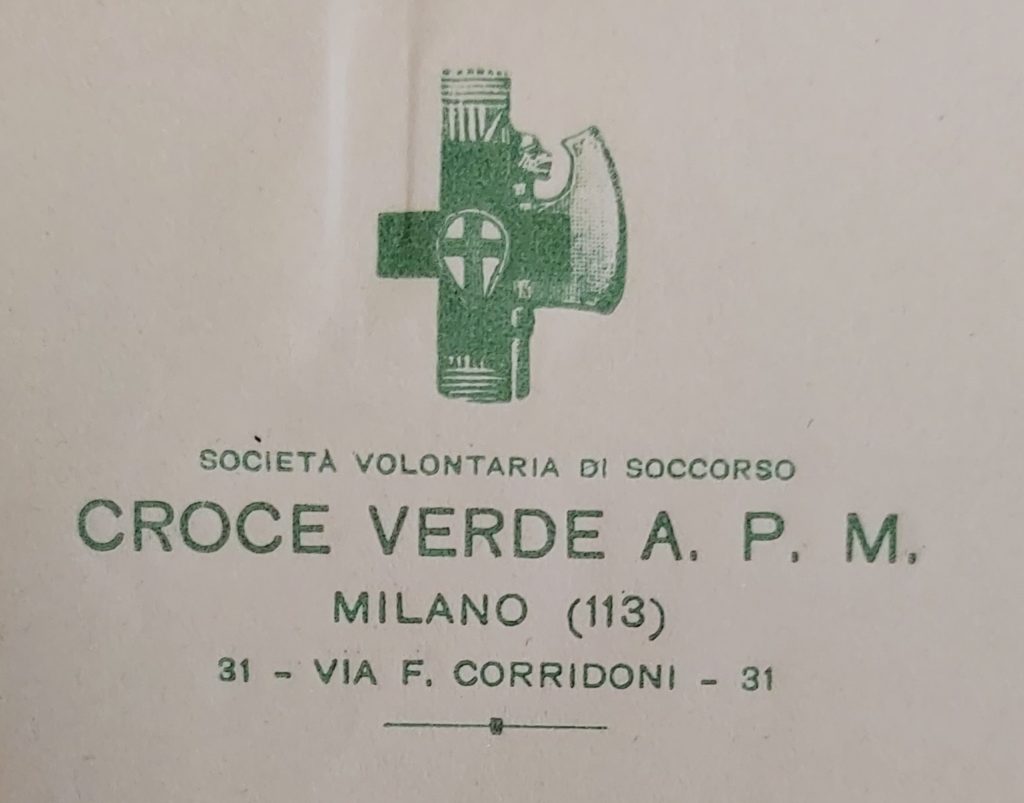 SOCIETÀ VOLONTARIA DI SOCCORSO
CROCE VERDE A. P. M.
MILANO (113)
31 - VIA F. CORRIDONI - 31